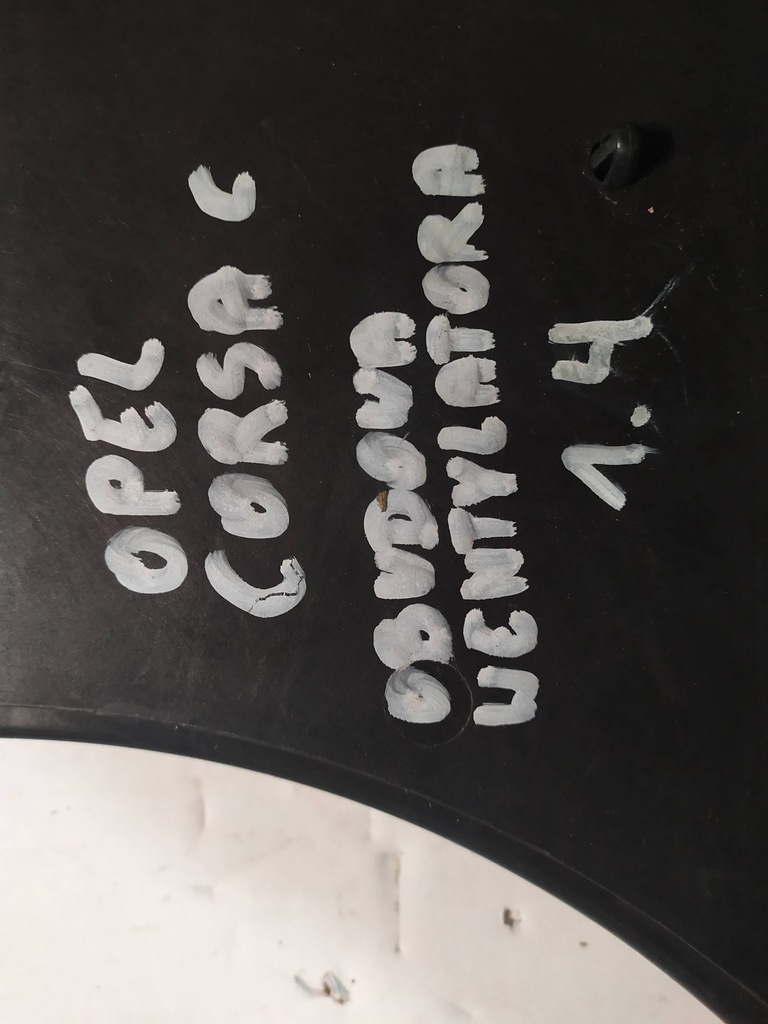 OPEL
CORSA C
OBUDOWA
WENTYLATORA
1.4